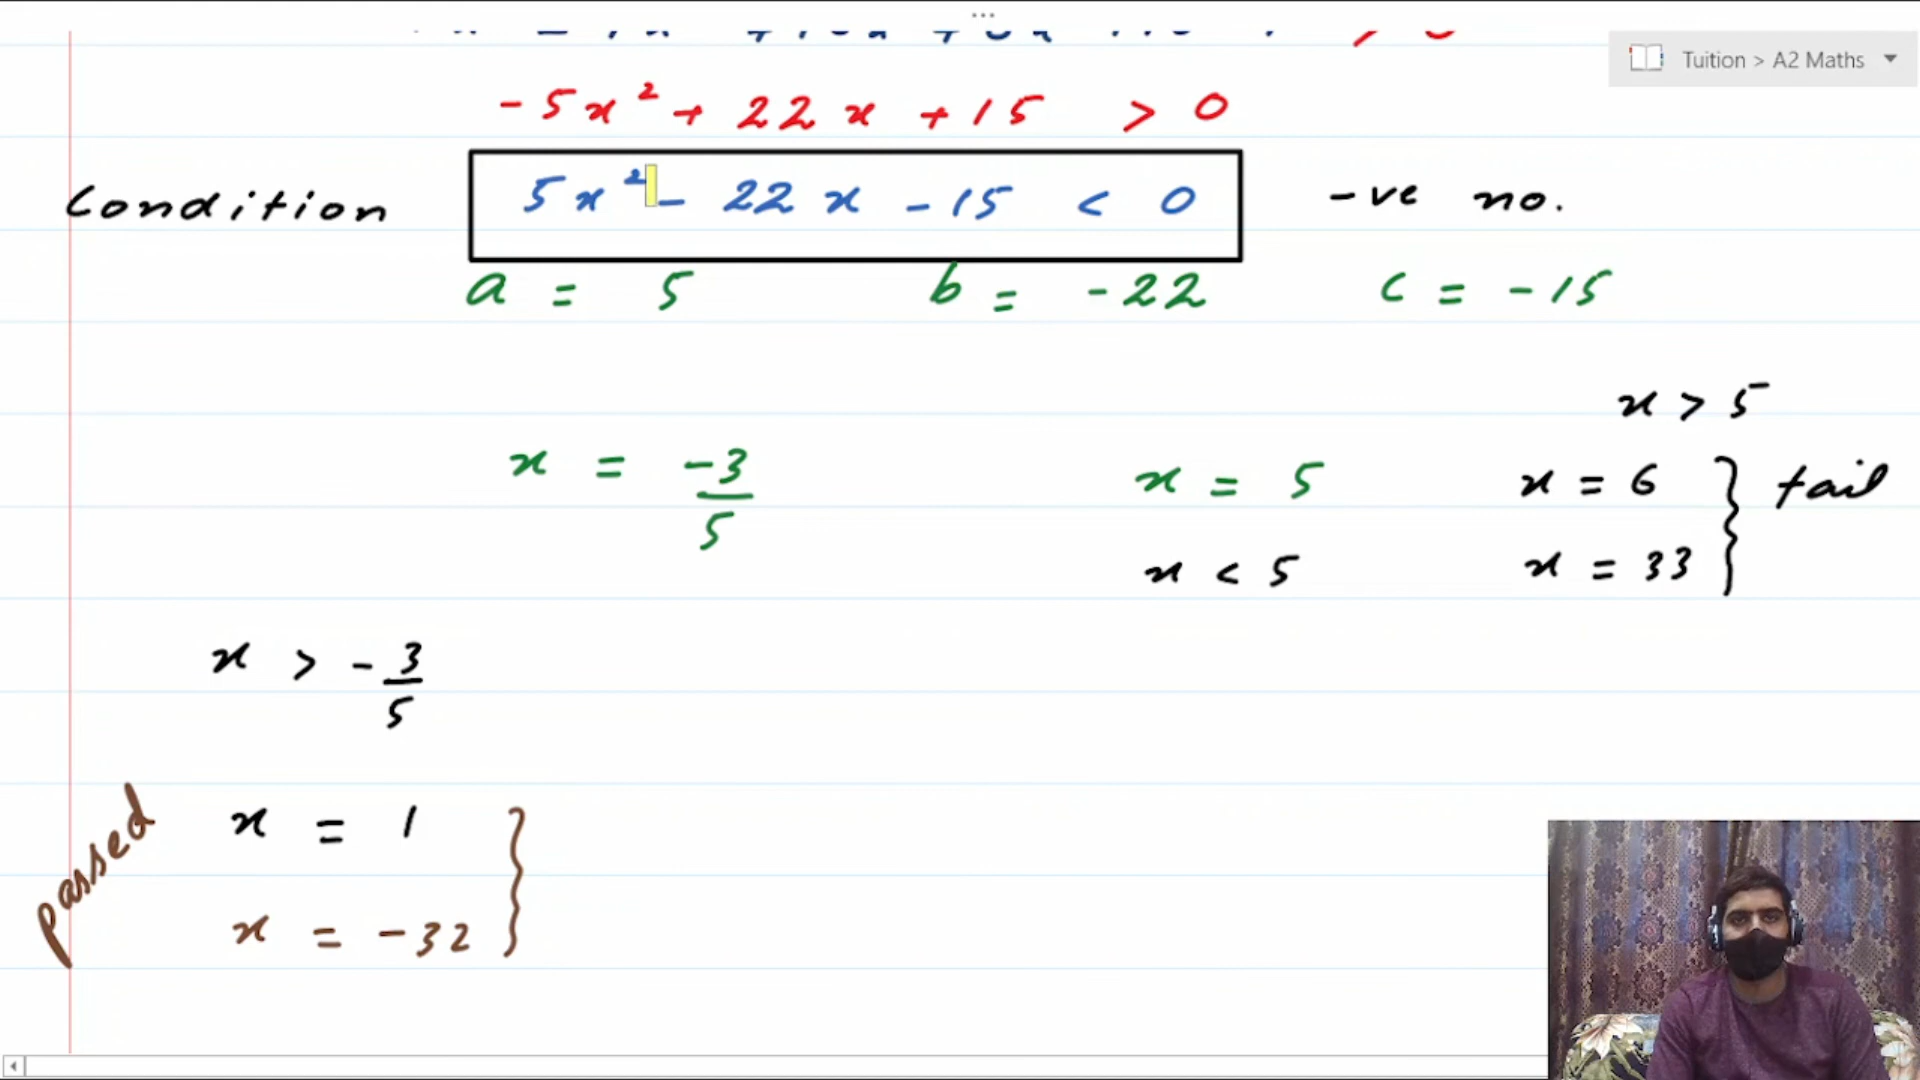 Tuition > A2 Maths
-5x² + 22x + 15 > 0
Condition 5x² - 22x - 15 < 0 -ve no.
a = 5 b = -22 c = -15
x > 5
x = -3/5 x = 5 x = 6 } fail
x < 5 x = 33
x > -3/5
passed x = 1 }
x = -32